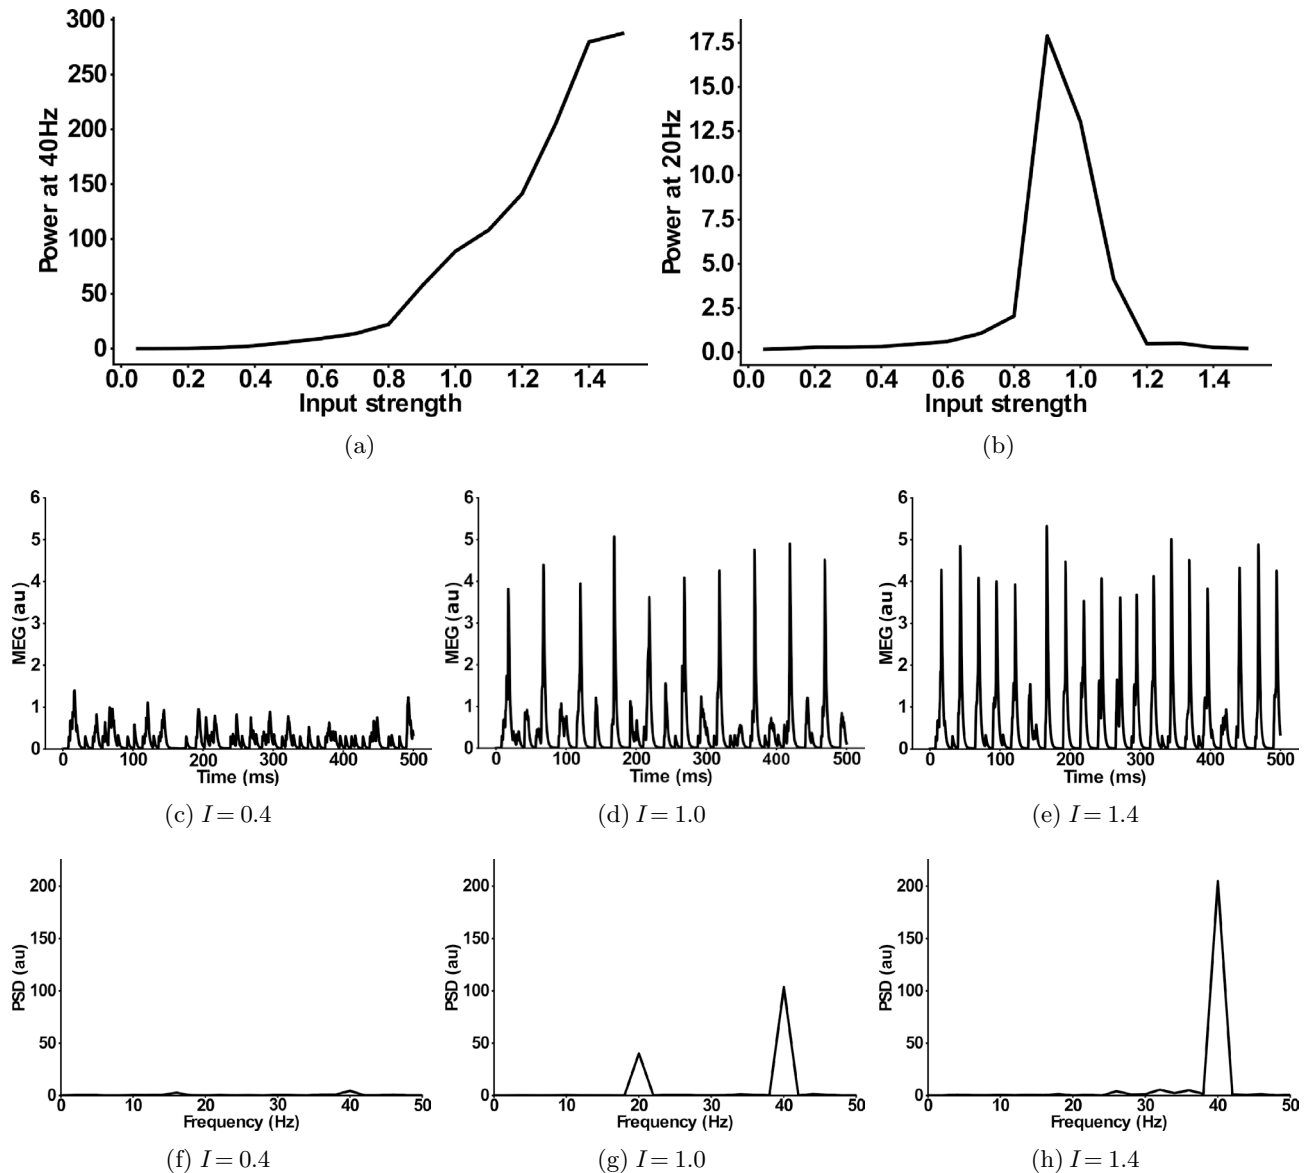 300
250
200
150
100
50
0
Power at 40Hz
0.0 0.2 0.4 0.6 0.8 1.0 1.2 1.4
Input strength
(a)
17.5
15.0
12.5
10.0
7.5
5.0
2.5
0.0
Power at 20Hz
0.0 0.2 0.4 0.6 0.8 1.0 1.2 1.4
Input strength
(b)
6
5
4
3
2
1
0
MEG (au)
0 100 200 300 400 500
Time (ms)
(c) I = 0.4
6
5
4
3
2
1
0
MEG (au)
0 100 200 300 400 500
Time (ms)
(d) I = 1.0
6
5
4
3
2
1
0
MEG (au)
0 100 200 300 400 500
Time (ms)
(e) I = 1.4
200
150
100
50
0
PSD (au)
0 10 20 30 40 50
Frequency (Hz)
(f) I = 0.4
200
150
100
50
0
PSD (au)
0 10 20 30 40 50
Frequency (Hz)
(g) I = 1.0
200
150
100
50
0
PSD (au)
0 10 20 30 40 50
Frequency (Hz)
(h) I = 1.4